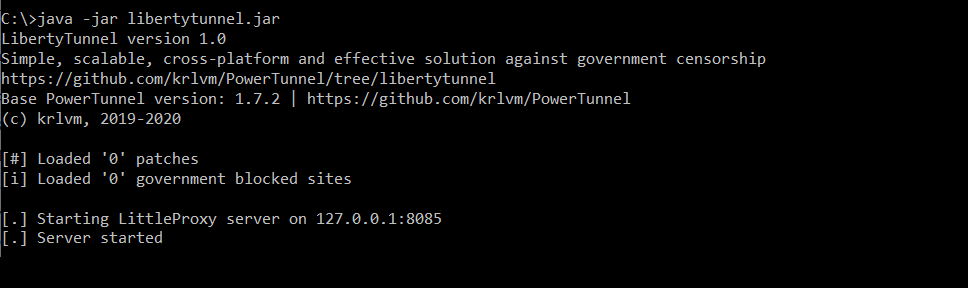 C:\>java -jar libertytunnel.jar
LibertyTunnel version 1.0
Simple, scalable, cross-platform and effective solution against government censorship
https://github.com/krlvm/PowerTunnel/tree/libertytunnel
Base PowerTunnel version: 1.7.2 | https://github.com/krlvm/PowerTunnel
(c) krlvm, 2019-2020
[#] Loaded '0' patches
[i] Loaded '0' government blocked sites
[.] Starting LittleProxy server on 127.0.0.1:8085
[.] Server started